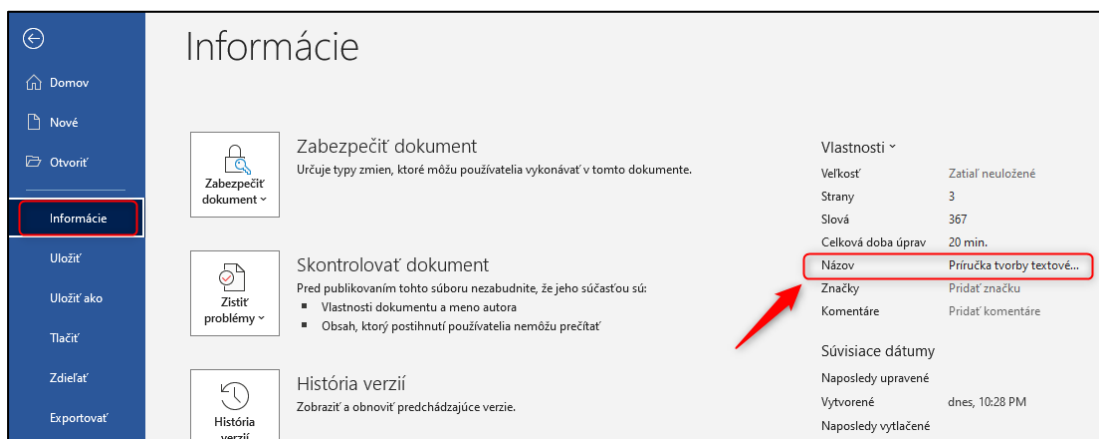 Informácie
Domov
Nové
Otvoriť
Informácie
Uložiť
Uložiť ako
Tlačiť
Zdieľať
Exportovať
Zabezpečiť
dokument
Zabezpečiť dokument
Určuje typy zmien, ktoré môžu používatelia vykonávať v tomto dokumente.
Zistiť
problémy
Skontrolovať dokument
Pred publikovaním tohto súboru nezabudnite, že jeho súčasťou sú:
Vlastnosti dokumentu a meno autora
Obsah, ktorý postihnutí používatelia nemôžu prečítať
História
verzií
História verzií
Zobraziť a obnoviť predchádzajúce verzie.
Vlastnosti
Veľkosť Zatiaľ neuložené
Strany 3
Slová 367
Celková doba úprav 20 min.
Názov Príručka tvorby textové...
Značky Pridať značku
Komentáre Pridať komentáre
Súvisiace dátumy
Naposledy upravené
Vytvorené dnes, 10:28 PM
Naposledy vytlačené